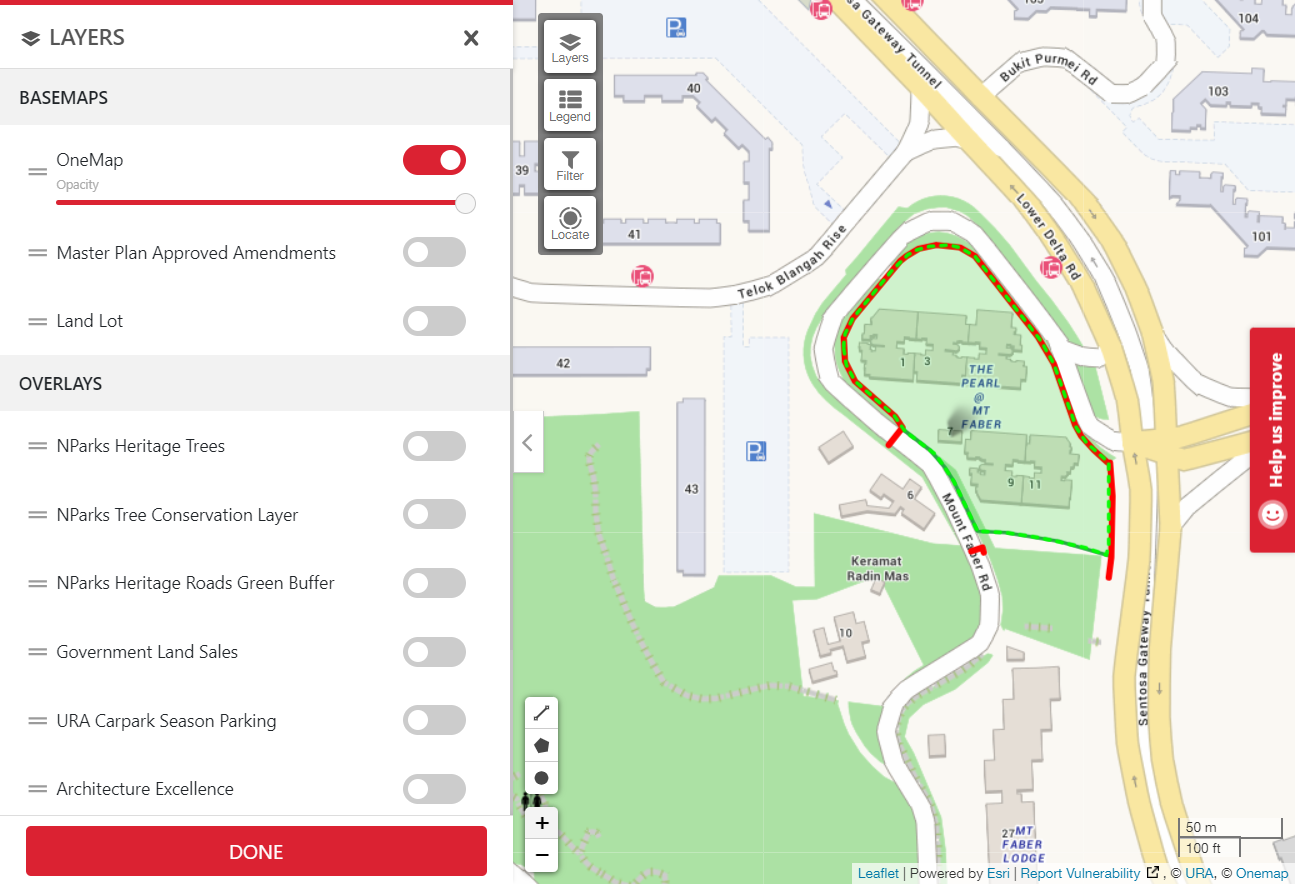 LAYERS
BASEMAPS
OneMap
Opacity
Master Plan Approved Amendments
Land Lot
OVERLAYS
NParks Heritage Trees
NParks Tree Conservation Layer
NParks Heritage Roads Green Buffer
Government Land Sales
URA Carpark Season Parking
Architecture Excellence
DONE
Layers
Legend
Filter
Locate
Sentosa Gateway Tunnel
Bukit Purmei Rd
104
103
40
39
41
101
Lower Delta Rd
Telok Blangah Rise
42
1
3
THE
PEARL
@
MT
FABER
7
9
11
43
6
Mount Faber Rd
Keramat
Radin Mas
10
Sentosa Gateway
27
MT
FABER
LODGE
Help us improve
+
−
50 m
100 ft
Leaflet | Powered by Esri | Report Vulnerability , © URA, © Onemap